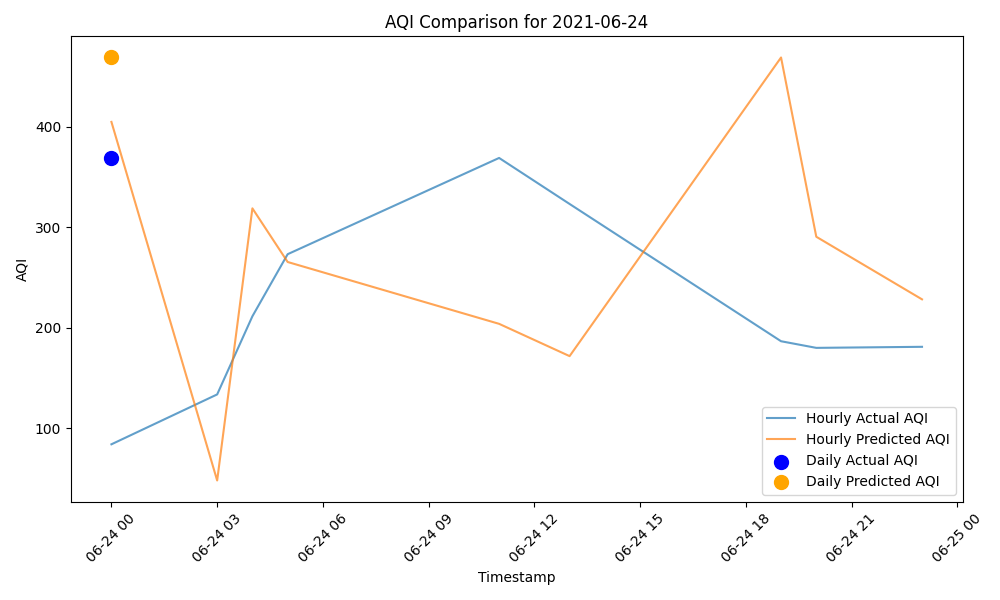 AQI Comparison for 2021-06-24
AQI
400
300
200
100
Hourly Actual AQI
Hourly Predicted AQI
Daily Actual AQI
Daily Predicted AQI
06-24 00
06-24 03
06-24 06
06-24 09
06-24 12
06-24 15
06-24 18
06-24 21
06-25 00
Timestamp